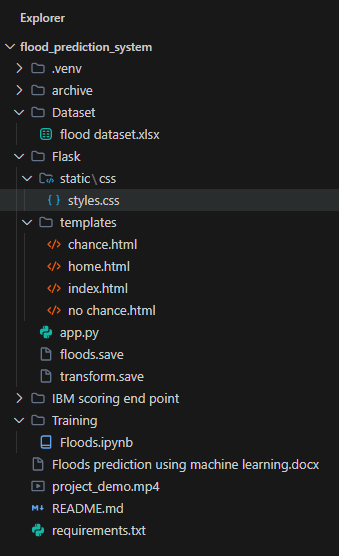 Explorer
flood_prediction_system
.venv
archive
Dataset
flood dataset.xlsx
Flask
static\css
styles.css
templates
chance.html
home.html
index.html
no chance.html
app.py
floods.save
transform.save
IBM scoring end point
Training
Floods.ipynb
Floods prediction using machine learning.docx
project_demo.mp4
README.md
requirements.txt